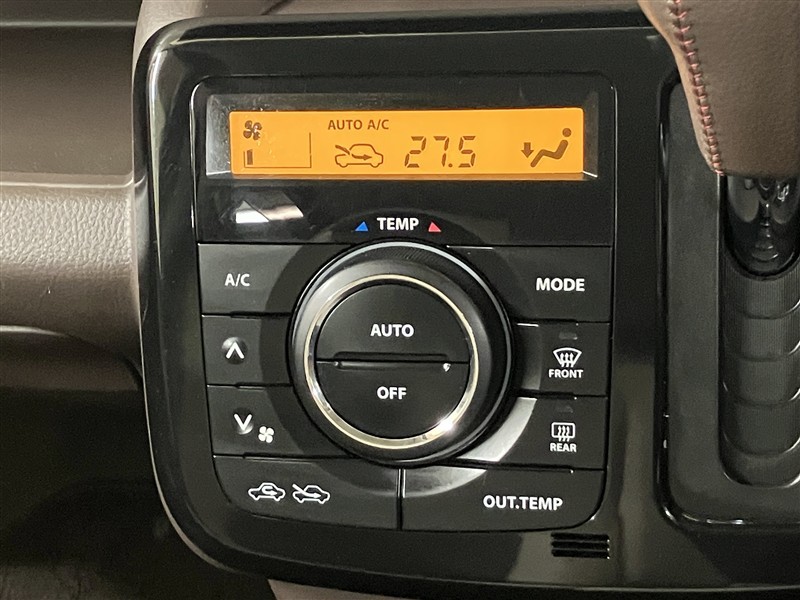 AUTO A/C
27.5
TEMP
A/C
MODE
AUTO
OFF
FRONT
REAR
OUT.TEMP